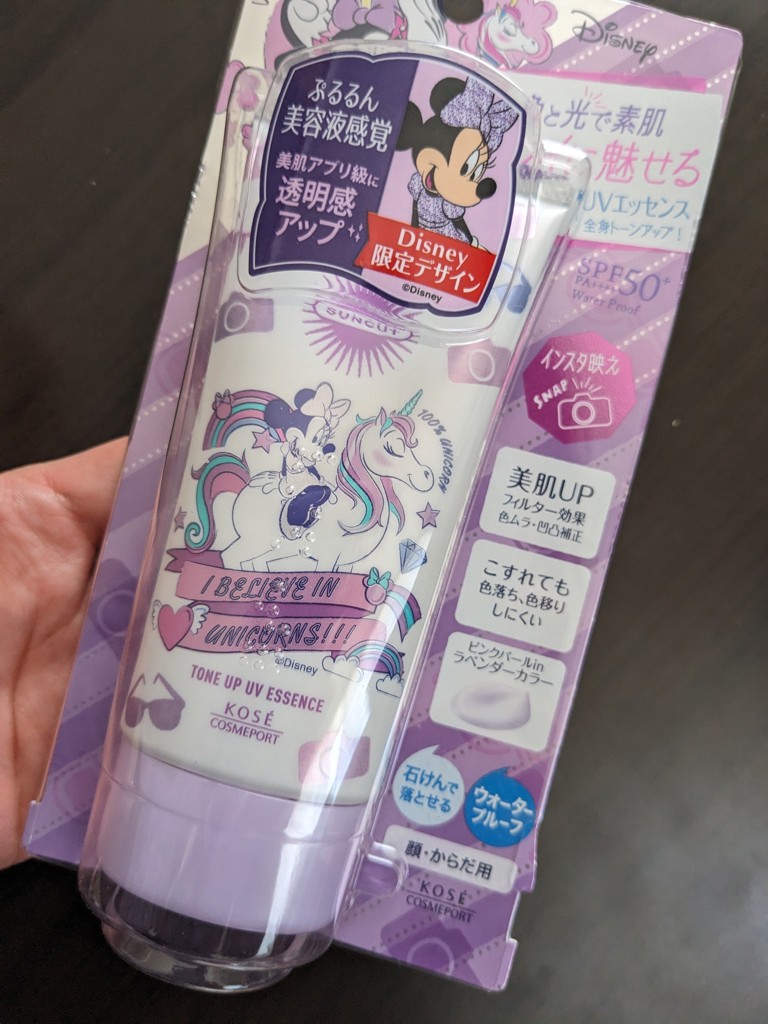 Disney
ぷるるん
美容液感覚
美肌アプリ級に
透明感
アップ
Disney
限定デザイン
©Disney
と光で素肌
魅せる
UVエッセンス
全身トーンアップ!
SPF50+
PA++++
Water Proof
SUNCUT
インスタ映え
SNAP
100% UNICORN
美肌UP
フィルター効果
色ムラ・凹凸補正
こすれても
色落ち、色移り
しにくい
I BELIEVE IN
UNICORNS!!!
©Disney
ピンクパールin
ラベンダーカラー
TONE UP UV ESSENCE
KOSÉ
COSMEPORT
石けんで
落とせる
ウォーター
プルーフ
顔・からだ用
KOSÉ
COSMEPORT